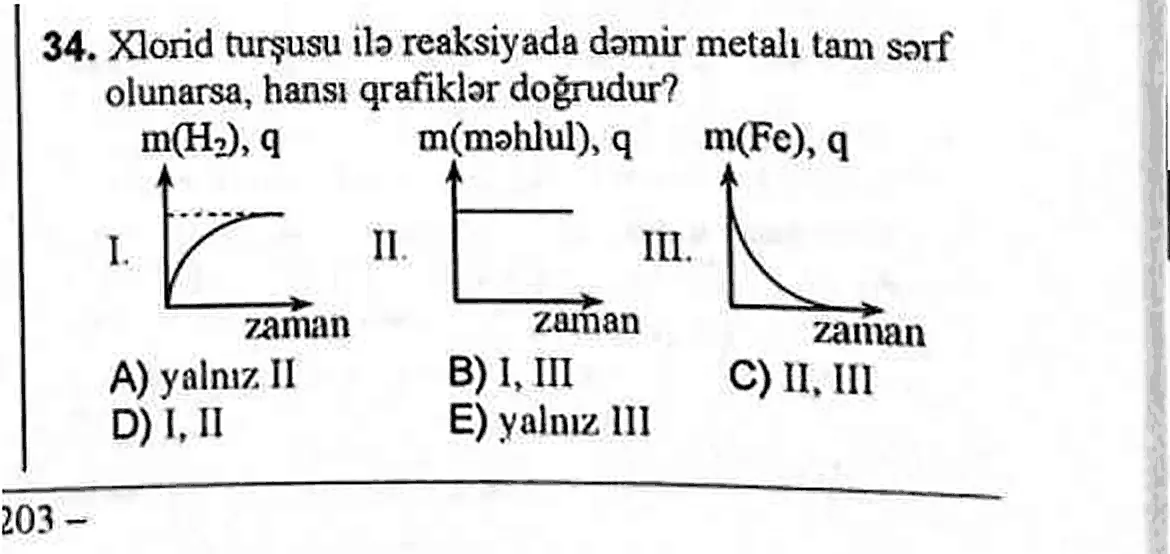 34. Xlorid turşusu ilə reaksiyada dəmir metalı tam sərf
olunarsa, hansı qrafiklər doğrudur?
m(H₂), q m(məhlul), q m(Fe), q
I. II. III.
zaman zaman zaman
A) yalnız II B) I, III C) II, III
D) I, II E) yalnız III
203 –